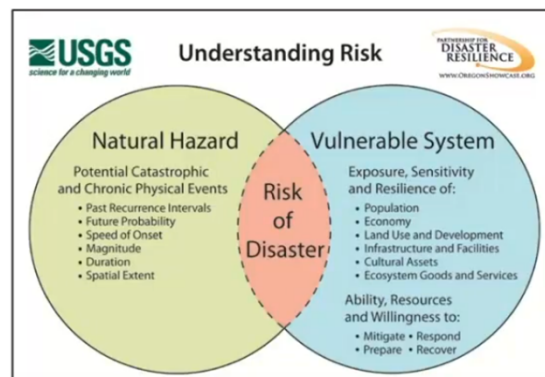 USGS
science for a changing world
Understanding Risk
PARTNERSHIP FOR
DISASTER
RESILIENCE
WWW.OREGONSHOWCASE.ORG
Natural Hazard
Potential Catastrophic
and Chronic Physical Events
• Past Recurrence Intervals
• Future Probability
• Speed of Onset
• Magnitude
• Duration
• Spatial Extent
Risk
of
Disaster
Vulnerable System
Exposure, Sensitivity
and Resilience of:
• Population
• Economy
• Land Use and Development
• Infrastructure and Facilities
• Cultural Assets
• Ecosystem Goods and Services
Ability, Resources
and Willingness to:
• Mitigate • Respond
• Prepare • Recover